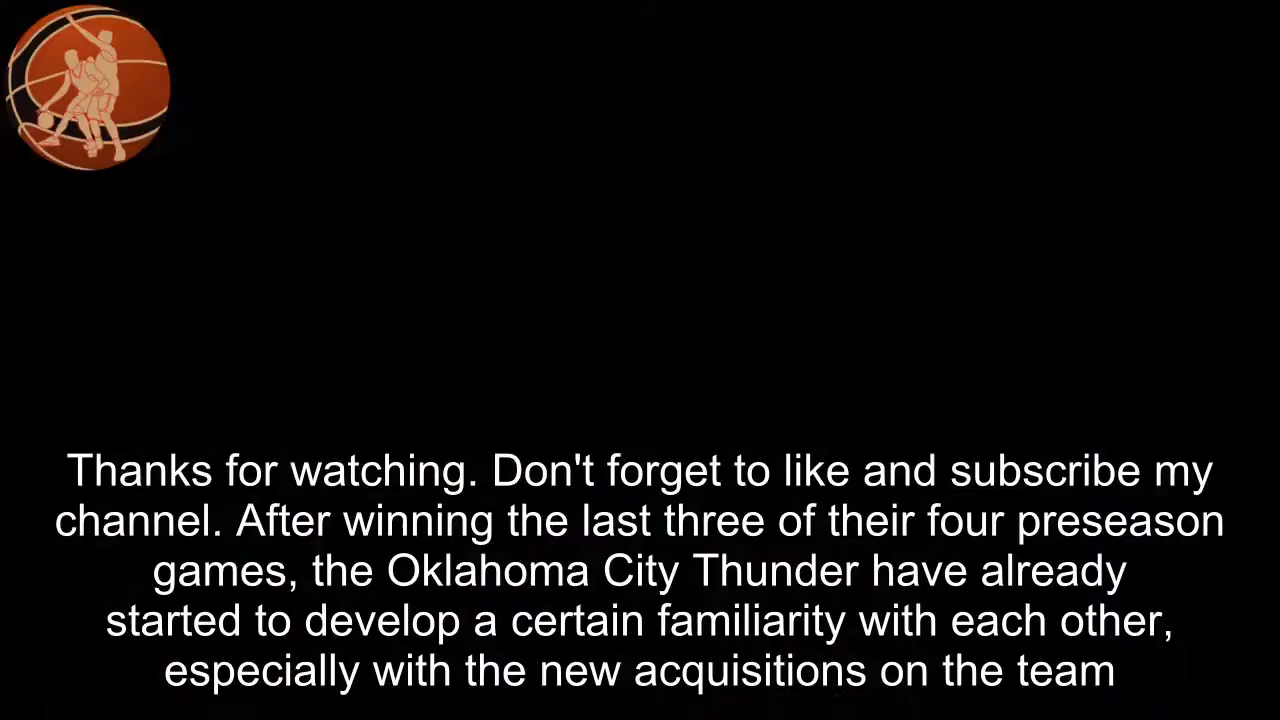 Thanks for watching. Don't forget to like and subscribe my
channel. After winning the last three of their four preseason
games, the Oklahoma City Thunder have already
started to develop a certain familiarity with each other,
especially with the new acquisitions on the team